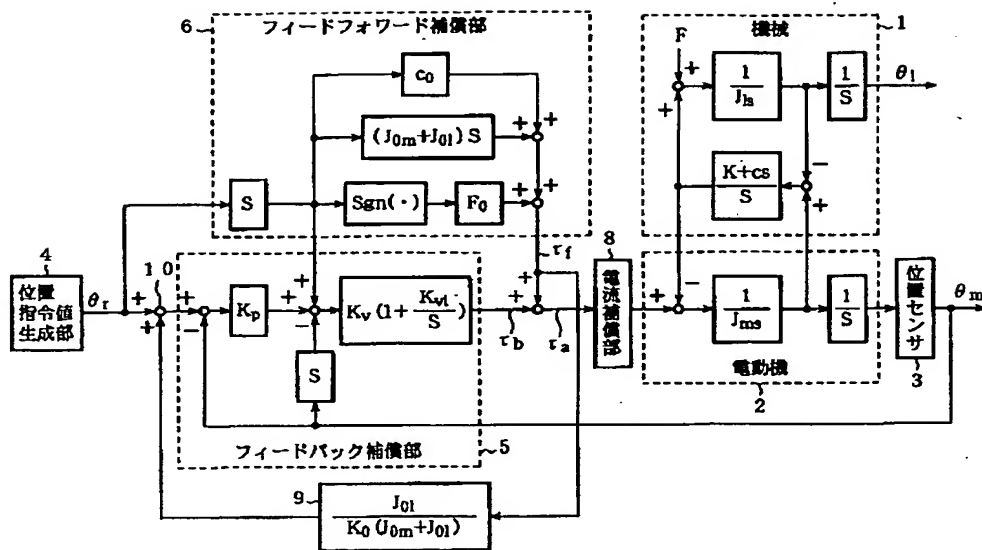 6
フィードフォワード補償部
C0
(J0m+J0l)S
S
Sgn(・)
F0
+
+
+
+
τf
機械
1
F
+
+
1
Jls
1
S
θl
K+cs
S
−
+
4
位置
指令値
生成部
θr
10
+
+
+
−
Kp
+
+
−
Kv(1+Kvi/S)
S
τb
+
+
τa
8
電流補償部
+
−
1
Jms
1
S
電動機
2
位置センサ
3
θm
フィードバック補償部
5
9
J0l
K0(J0m+J0l)